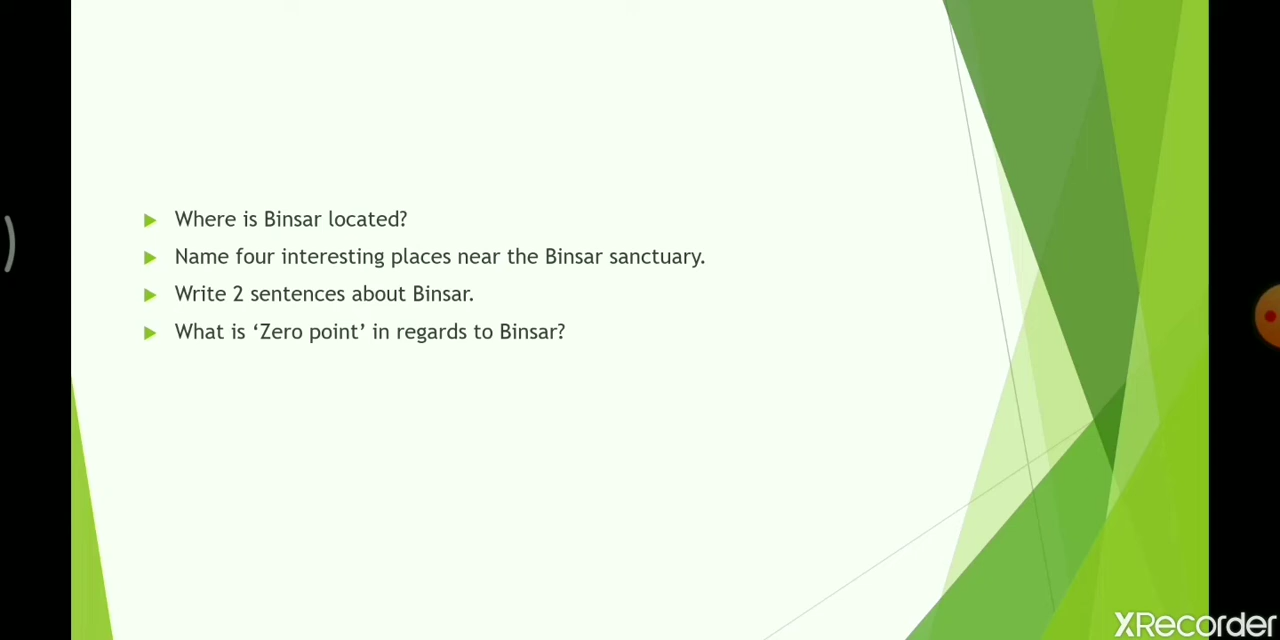 Where is Binsar located?
Name four interesting places near the Binsar sanctuary.
Write 2 sentences about Binsar.
What is ‘Zero point’ in regards to Binsar?
XRecorder